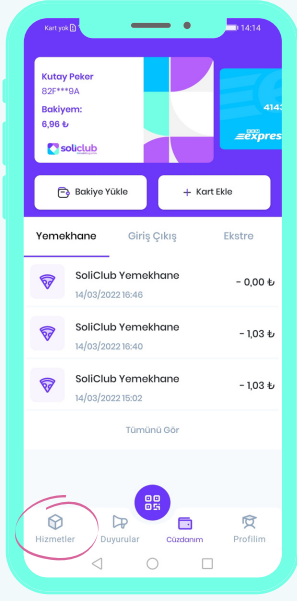 Kart yok
14:14
Kutay Peker
82F***9A
Bakiyem:
6,96 ₺
soliclub
4143
express
Bakiye Yükle
+ Kart Ekle
Yemekhane Giriş Çıkış Ekstre
SoliClub Yemekhane
- 0,00 ₺
14/03/2022 16:46
SoliClub Yemekhane
- 1,03 ₺
14/03/2022 16:40
SoliClub Yemekhane
- 1,03 ₺
14/03/2022 15:02
Tümünü Gör
Hizmetler Duyurular Cüzdanım Profilim